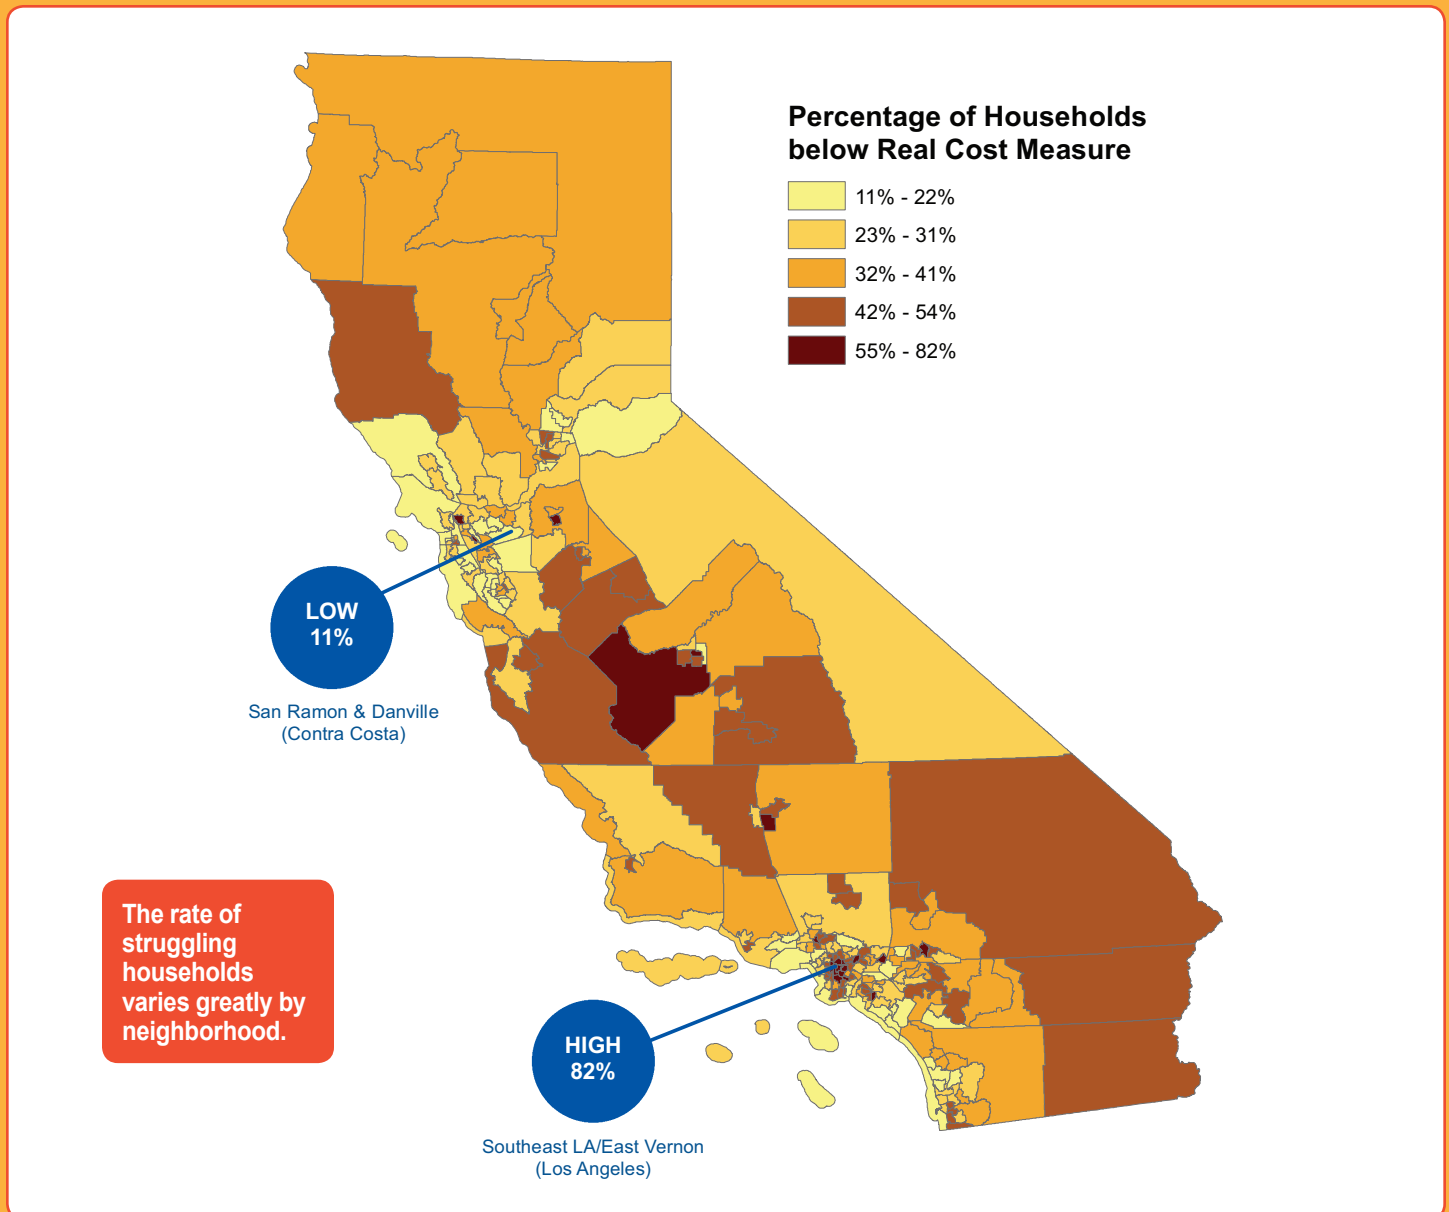 Percentage of Households
below Real Cost Measure
11% - 22%
23% - 31%
32% - 41%
42% - 54%
55% - 82%
LOW
11%
San Ramon & Danville
(Contra Costa)
The rate of
struggling
households
varies greatly by
neighborhood.
HIGH
82%
Southeast LA/East Vernon
(Los Angeles)